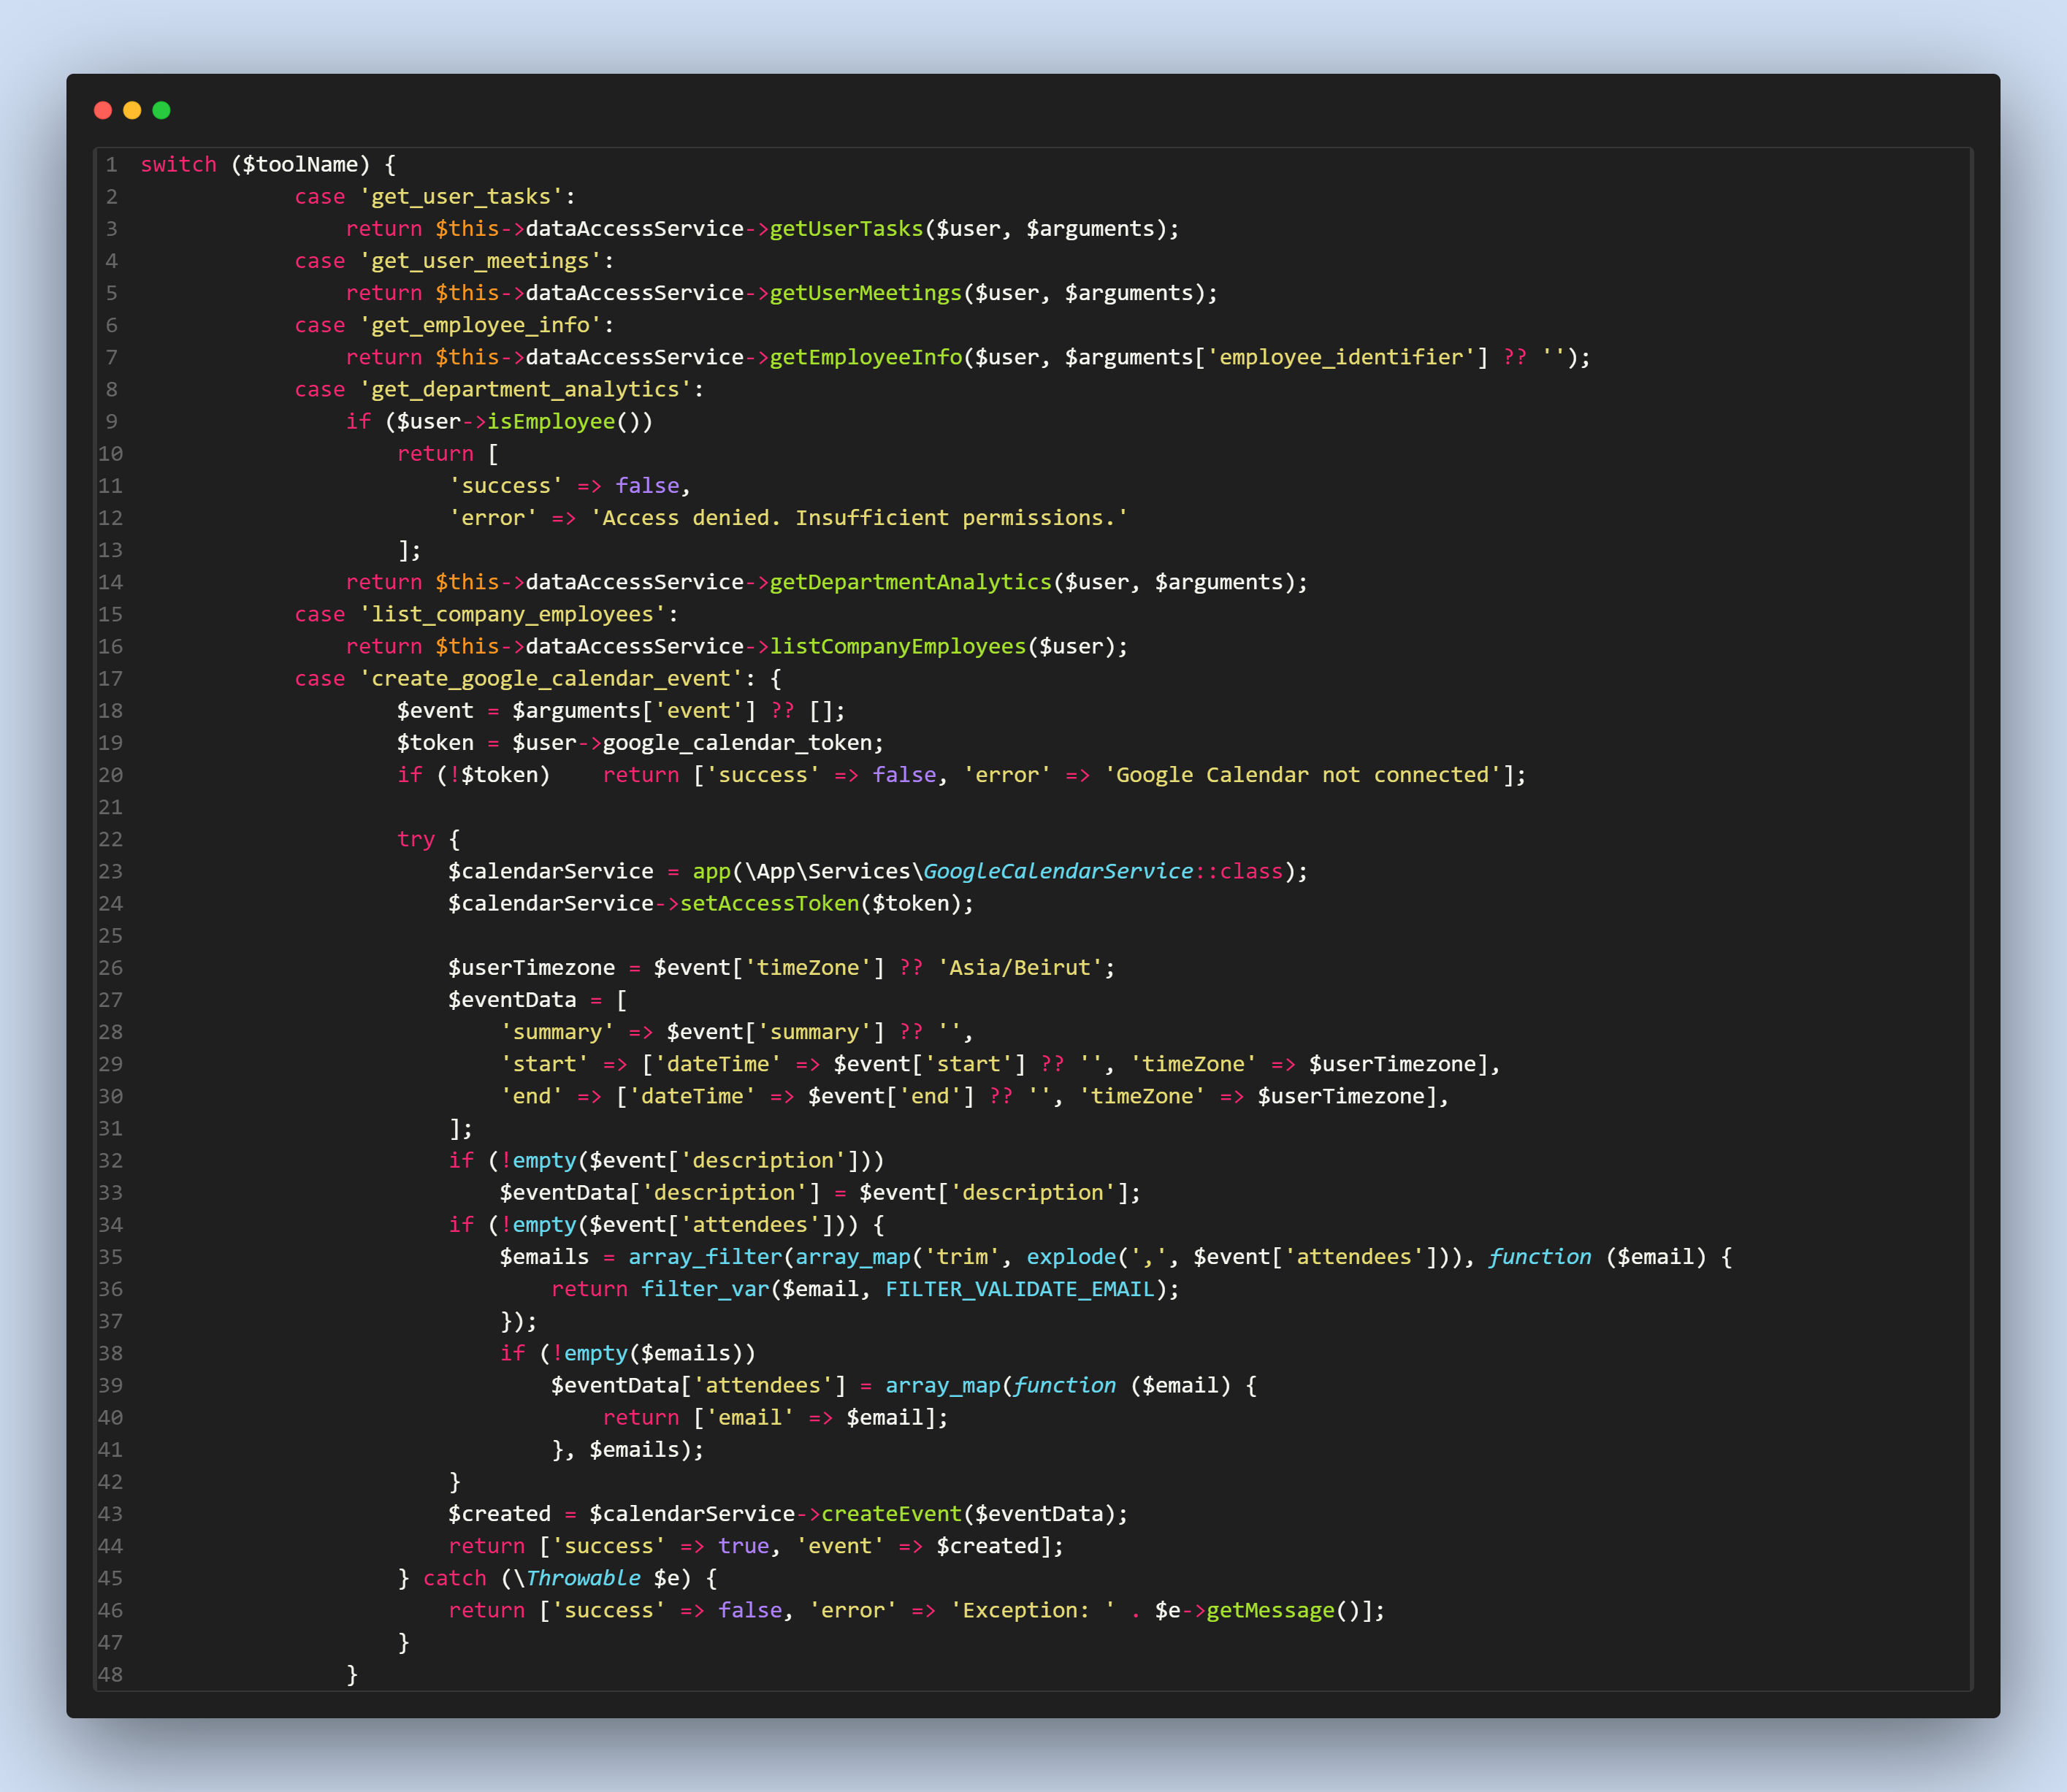 1 switch ($toolName) {
2             case 'get_user_tasks':
3                 return $this->dataAccessService->getUserTasks($user, $arguments);
4             case 'get_user_meetings':
5                 return $this->dataAccessService->getUserMeetings($user, $arguments);
6             case 'get_employee_info':
7                 return $this->dataAccessService->getEmployeeInfo($user, $arguments['employee_identifier'] ?? '');
8             case 'get_department_analytics':
9                 if ($user->isEmployee())
10                     return [
11                         'success' => false,
12                         'error' => 'Access denied. Insufficient permissions.'
13                     ];
14                 return $this->dataAccessService->getDepartmentAnalytics($user, $arguments);
15             case 'list_company_employees':
16                 return $this->dataAccessService->listCompanyEmployees($user);
17             case 'create_google_calendar_event': {
18                     $event = $arguments['event'] ?? [];
19                     $token = $user->google_calendar_token;
20                     if (!$token)    return ['success' => false, 'error' => 'Google Calendar not connected'];
21
22                     try {
23                         $calendarService = app(\App\Services\GoogleCalendarService::class);
24                         $calendarService->setAccessToken($token);
25
26                         $userTimezone = $event['timeZone'] ?? 'Asia/Beirut';
27                         $eventData = [
28                             'summary' => $event['summary'] ?? '',
29                             'start' => ['dateTime' => $event['start'] ?? '', 'timeZone' => $userTimezone],
30                             'end' => ['dateTime' => $event['end'] ?? '', 'timeZone' => $userTimezone],
31                         ];
32                         if (!empty($event['description']))
33                             $eventData['description'] = $event['description'];
34                         if (!empty($event['attendees'])) {
35                             $emails = array_filter(array_map('trim', explode(',', $event['attendees'])), function ($email) {
36                                 return filter_var($email, FILTER_VALIDATE_EMAIL);
37                             });
38                             if (!empty($emails))
39                                 $eventData['attendees'] = array_map(function ($email) {
40                                     return ['email' => $email];
41                                 }, $emails);
42                         }
43                         $created = $calendarService->createEvent($eventData);
44                         return ['success' => true, 'event' => $created];
45                     } catch (\Throwable $e) {
46                         return ['success' => false, 'error' => 'Exception: ' . $e->getMessage()];
47                     }
48                 }